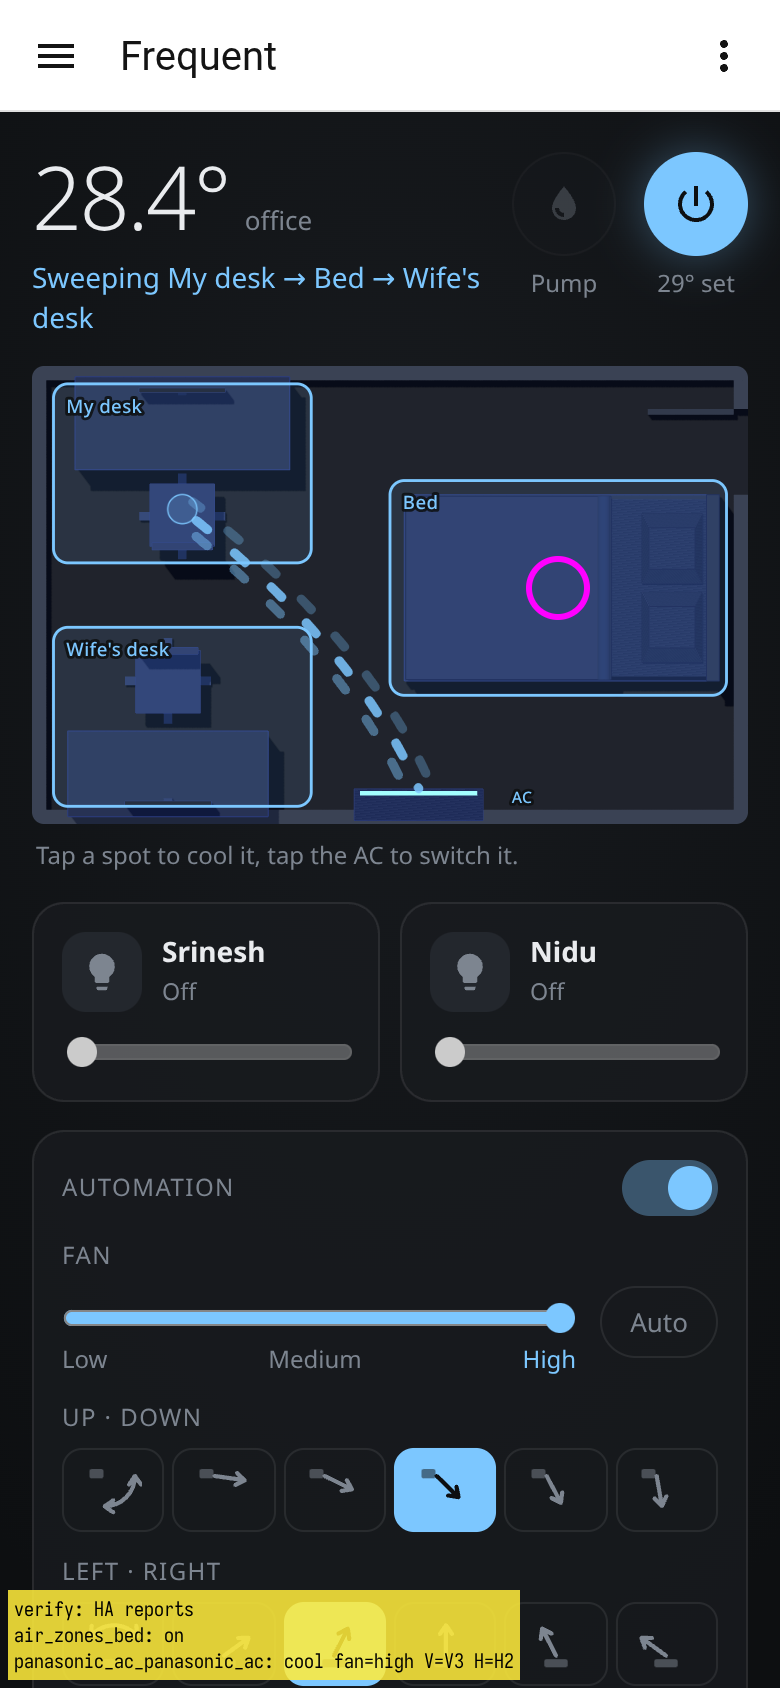 Frequent
28.4° office
Sweeping My desk → Bed → Wife's
desk
Pump
29° set
My desk
Bed
Wife's desk
AC
Tap a spot to cool it, tap the AC to switch it.
Srinesh
Off
Nidu
Off
AUTOMATION
FAN
Auto
Low Medium High
UP · DOWN
LEFT · RIGHT
verify: HA reports
air_zones_bed: on
panasonic_ac_panasonic_ac: cool fan=high V=V3 H=H2